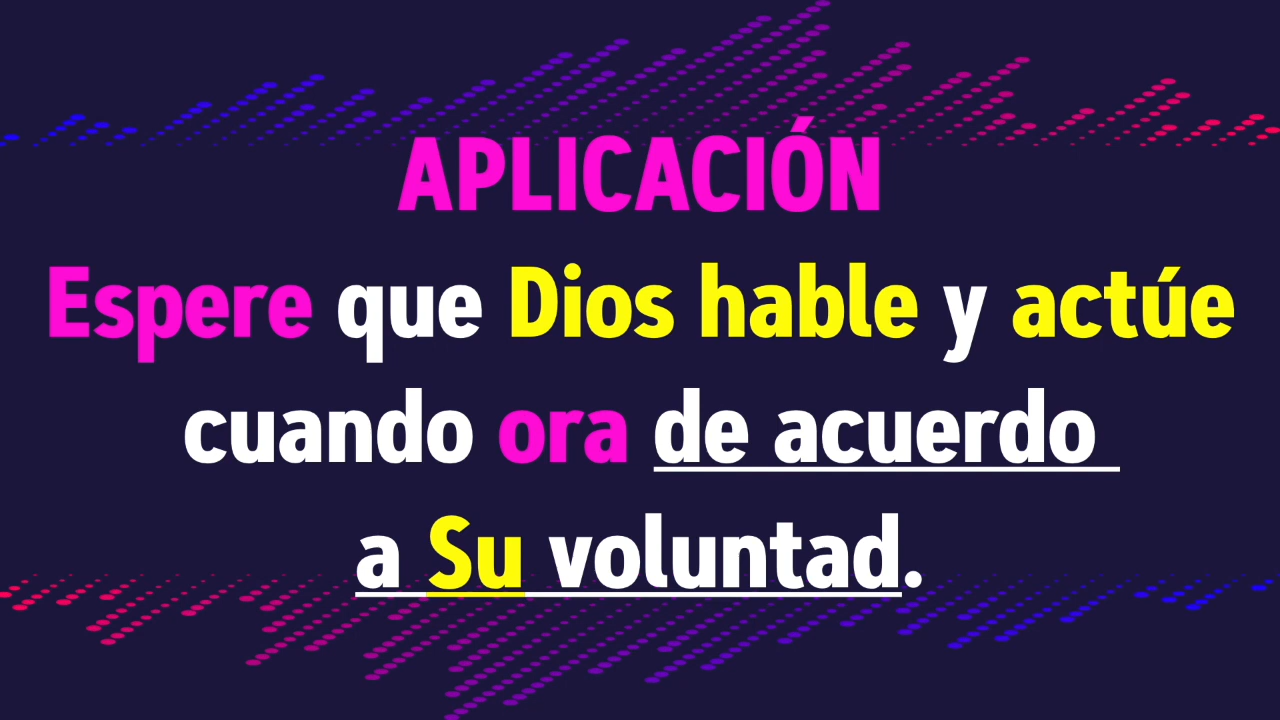 APLICACIÓN
Espere que Dios hable y actúe
cuando ora de acuerdo
a Su voluntad.